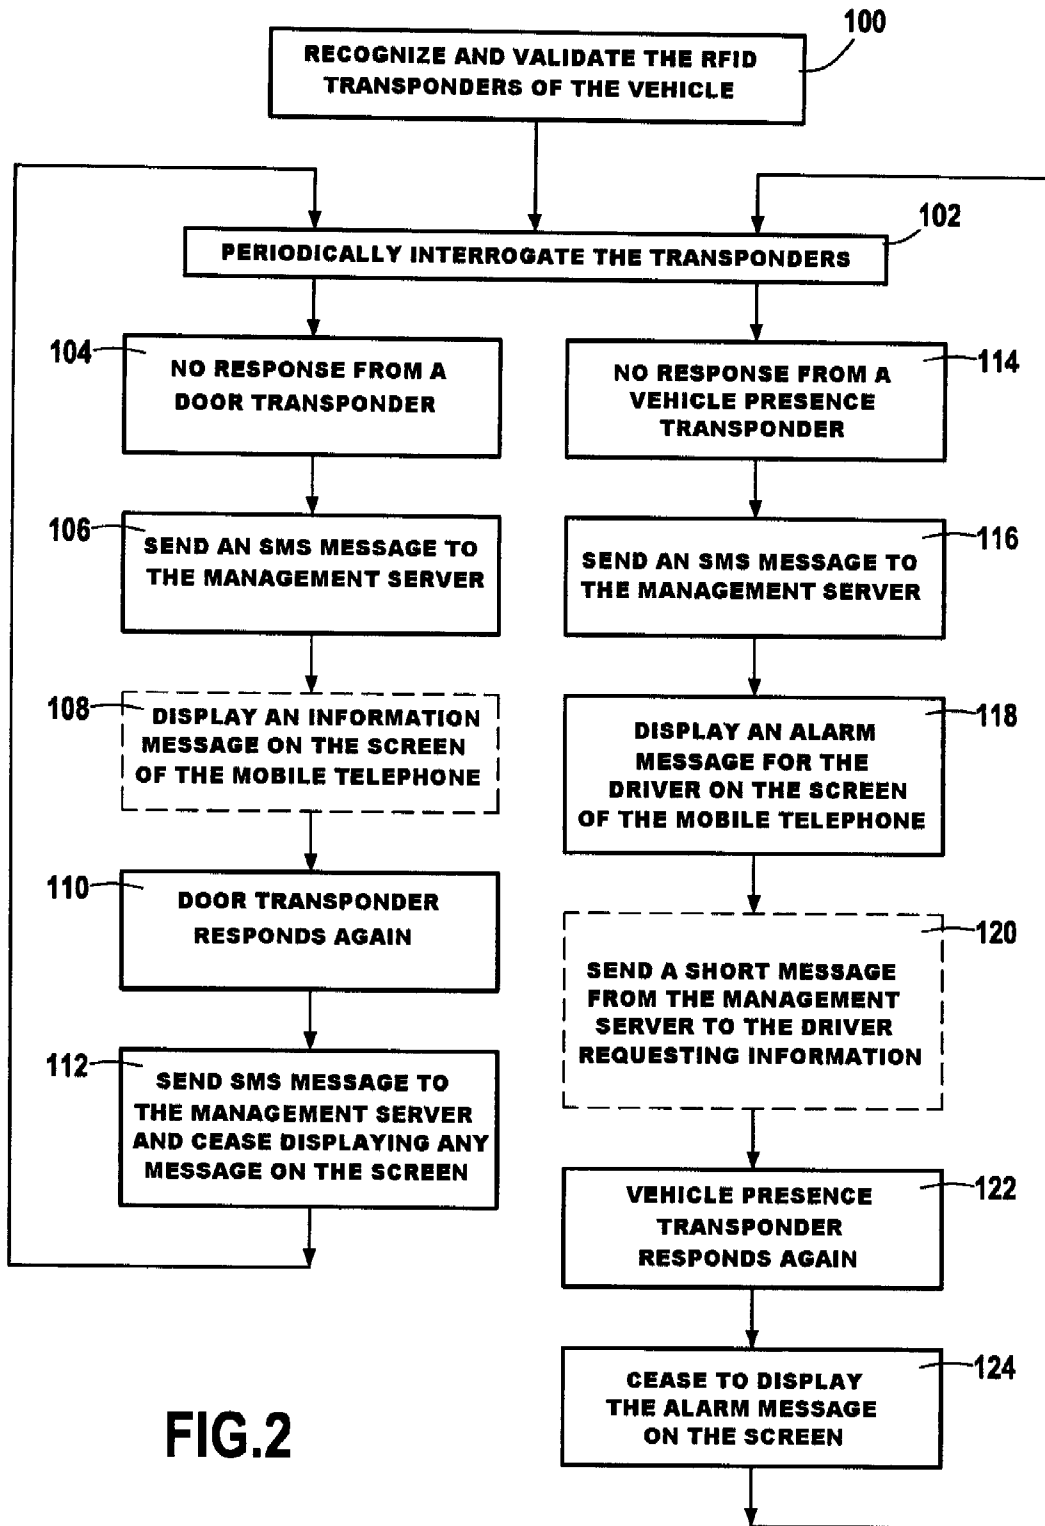 100
RECOGNIZE AND VALIDATE THE RFID
TRANSPONDERS OF THE VEHICLE
102
PERIODICALLY INTERROGATE THE TRANSPONDERS
104
NO RESPONSE FROM A
DOOR TRANSPONDER
106
SEND AN SMS MESSAGE TO
THE MANAGEMENT SERVER
108
DISPLAY AN INFORMATION
MESSAGE ON THE SCREEN
OF THE MOBILE TELEPHONE
110
DOOR TRANSPONDER
RESPONDS AGAIN
112
SEND SMS MESSAGE TO
THE MANAGEMENT SERVER
AND CEASE DISPLAYING ANY
MESSAGE ON THE SCREEN
114
NO RESPONSE FROM A
VEHICLE PRESENCE
TRANSPONDER
116
SEND AN SMS MESSAGE TO
THE MANAGEMENT SERVER
118
DISPLAY AN ALARM
MESSAGE FOR THE
DRIVER ON THE SCREEN
OF THE MOBILE TELEPHONE
120
SEND A SHORT MESSAGE
FROM THE MANAGEMENT
SERVER TO THE DRIVER
REQUESTING INFORMATION
122
VEHICLE PRESENCE
TRANSPONDER
RESPONDS AGAIN
124
CEASE TO DISPLAY
THE ALARM MESSAGE
ON THE SCREEN
FIG.2